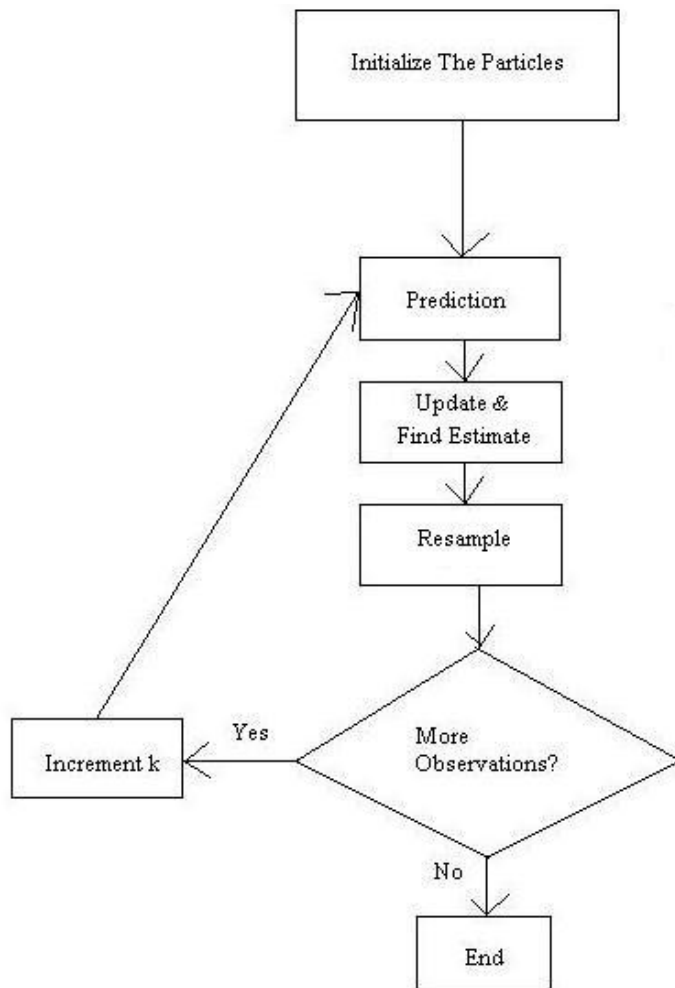 Initialize The Particles
Prediction
Update &
Find Estimate
Resample
More
Observations?
Yes
Increment k
No
End